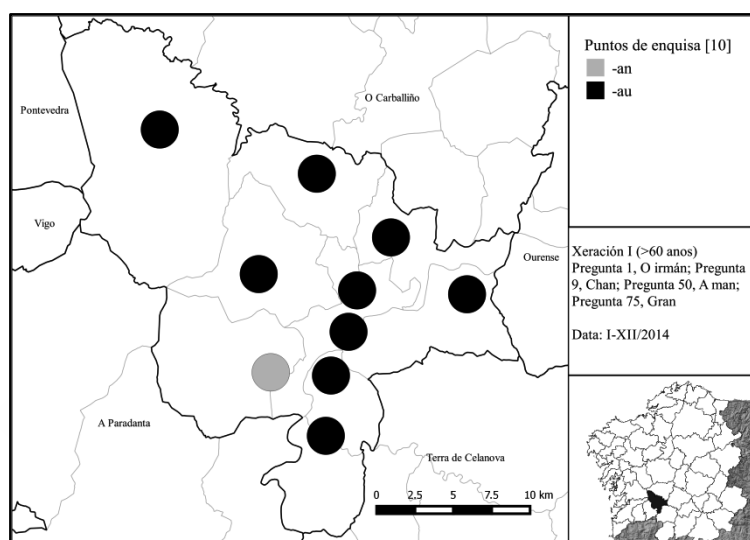 Puntos de enquisa [10]
-an
-au
O Carballiño
Pontevedra
Vigo
Ourense
A Paradanta
Terra de Celanova
0 2,5 5 7,5 10 km
Xeración I (>60 anos)
Pregunta 1, O irmán; Pregunta
9, Chan; Pregunta 50, A man;
Pregunta 75, Gran
Data: I-XII/2014